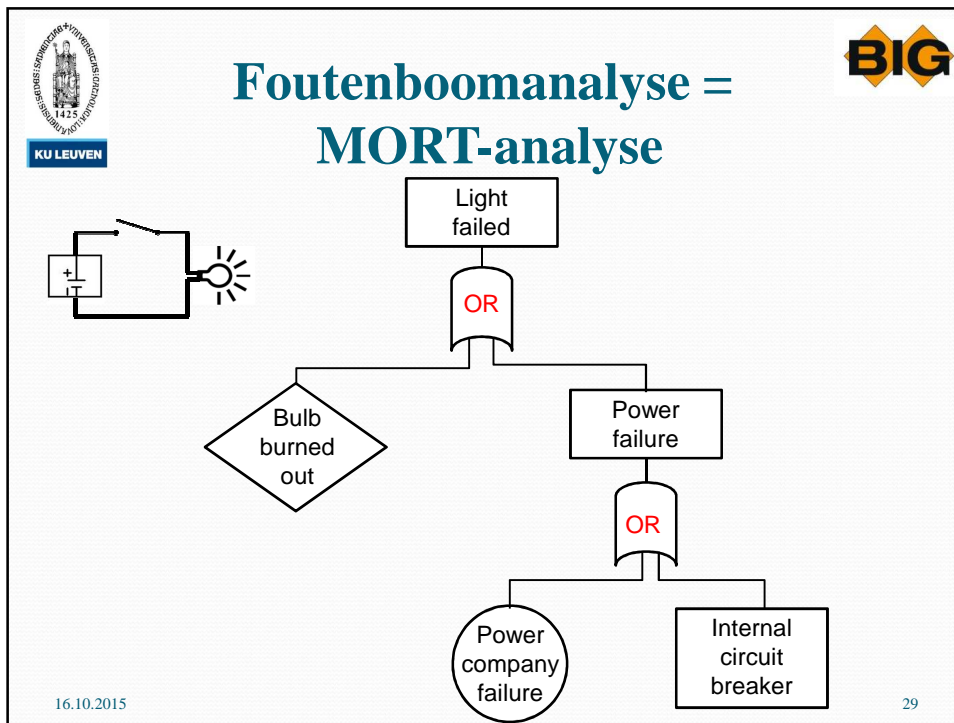 1425
KU LEUVEN
BIG
Foutenboomanalyse =
MORT-analyse
Light
failed
OR
+
Bulb
burned
out
Power
failure
OR
Power
company
failure
Internal
circuit
breaker
16.10.2015
29